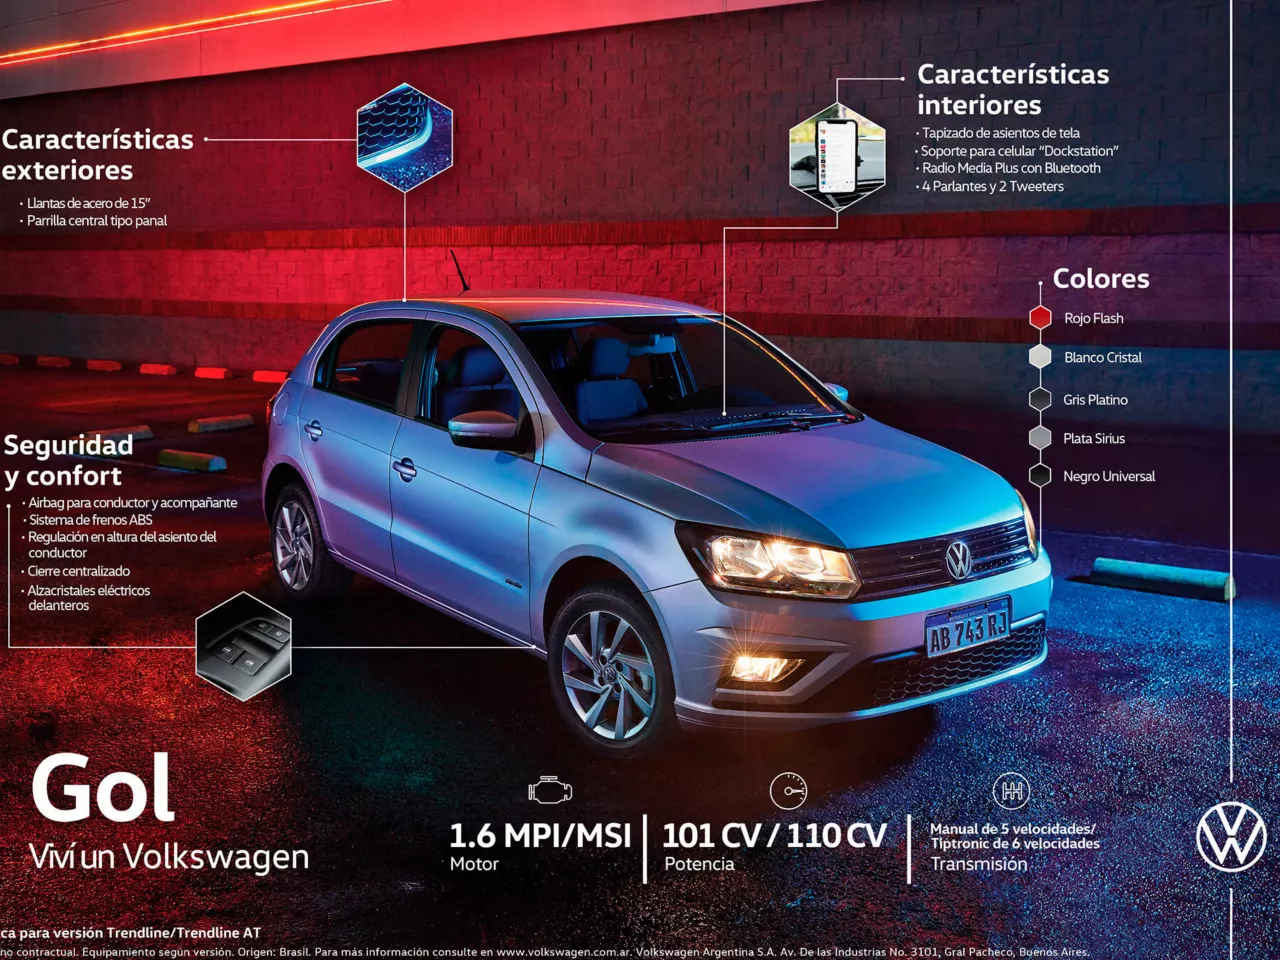 Características
exteriores
· Llantas de acero de 15”
· Parrilla central tipo panal
Características
interiores
· Tapizado de asientos de tela
· Soporte para celular “Dockstation”
· Radio Media Plus con Bluetooth
· 4 Parlantes y 2 Tweeters
Colores
Rojo Flash
Blanco Cristal
Gris Platino
Plata Sirius
Negro Universal
Seguridad
y confort
· Airbag para conductor y acompañante
· Sistema de frenos ABS
· Regulación en altura del asiento del
conductor
· Cierre centralizado
· Alzacristales eléctricos
delanteros
AB 743 RJ
Gol
Viví un Volkswagen
1.6 MPI/MSI
Motor
101 CV / 110 CV
Potencia
Manual de 5 velocidades/
Tiptronic de 6 velocidades
Transmisión
ca para versión Trendline/Trendline AT
no contractual. Equipamiento según versión. Origen: Brasil. Para más información consulte en www.volkswagen.com.ar. Volkswagen Argentina S.A. Av. De las Industrias No. 3101, Gral Pacheco, Buenos Aires.